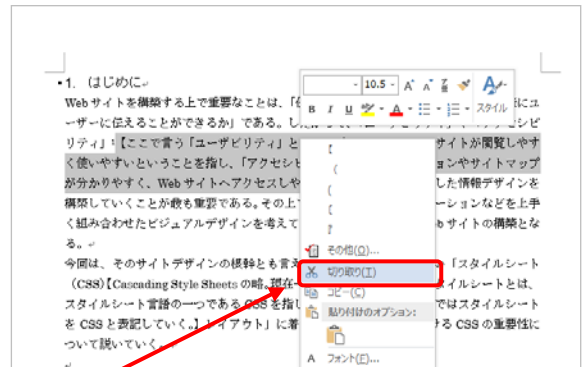 1. はじめに
Web サイトを構築する上で重要なことは、「
にユ
ーザーに伝えることができるか」である。し
シビ
リティ」【ここで言う「ユーザビリティ」と
サイトが閲覧しやす
く使いやすいということを指し、「アクセシビ
ョンやサイトマップ
が分かりやすく、Web サイトへアクセスしや
した情報デザインを
構築していくことが最も重要である。その上
ーションなどを上手
く組み合わせたビジュアルデザインを考えて
サイトの構築とな
る。
今回は、そのサイトデザインの根幹とも言え
「スタイルシート
(CSS)【Cascading Style Sheets の略。現在
イルシートとは、
スタイルシート言語の一つである CSS を指し
ではスタイルシート
を CSS と表記していく。】レイアウト」に着
る CSS の重要性に
ついて説いていく。
10.5
A
A
B I U
A
スタイル
【
(
(
[
その他(O)...
切り取り(T)
コピー(C)
貼り付けのオプション:
A フォント(F)...